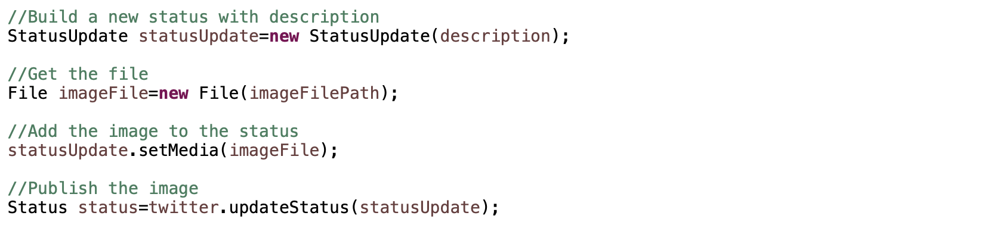 //Build a new status with description
StatusUpdate statusUpdate=new StatusUpdate(description);
//Get the file
File imageFile=new File(imageFilePath);
//Add the image to the status
statusUpdate.setMedia(imageFile);
//Publish the image
Status status=twitter.updateStatus(statusUpdate);